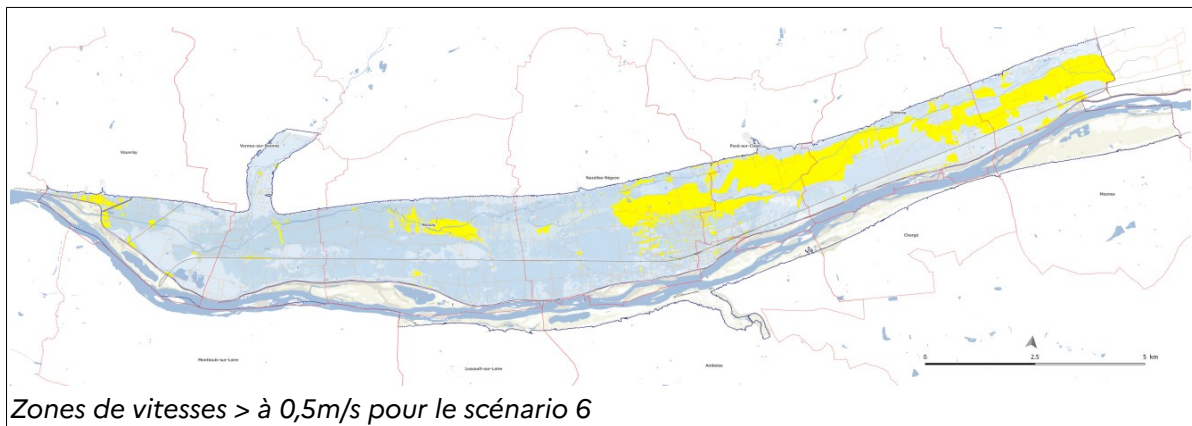 Vouvray
Vernou-sur-Brenne
Noizay
Nazelles-Négron
Pocé-sur-Cisse
Limeray
Mosnes
Chargé
Montlouis-sur-Loire
Lussault-sur-Loire
Amboise
0 2.5 5 km
Zones de vitesses > à 0,5m/s pour le scénario 6